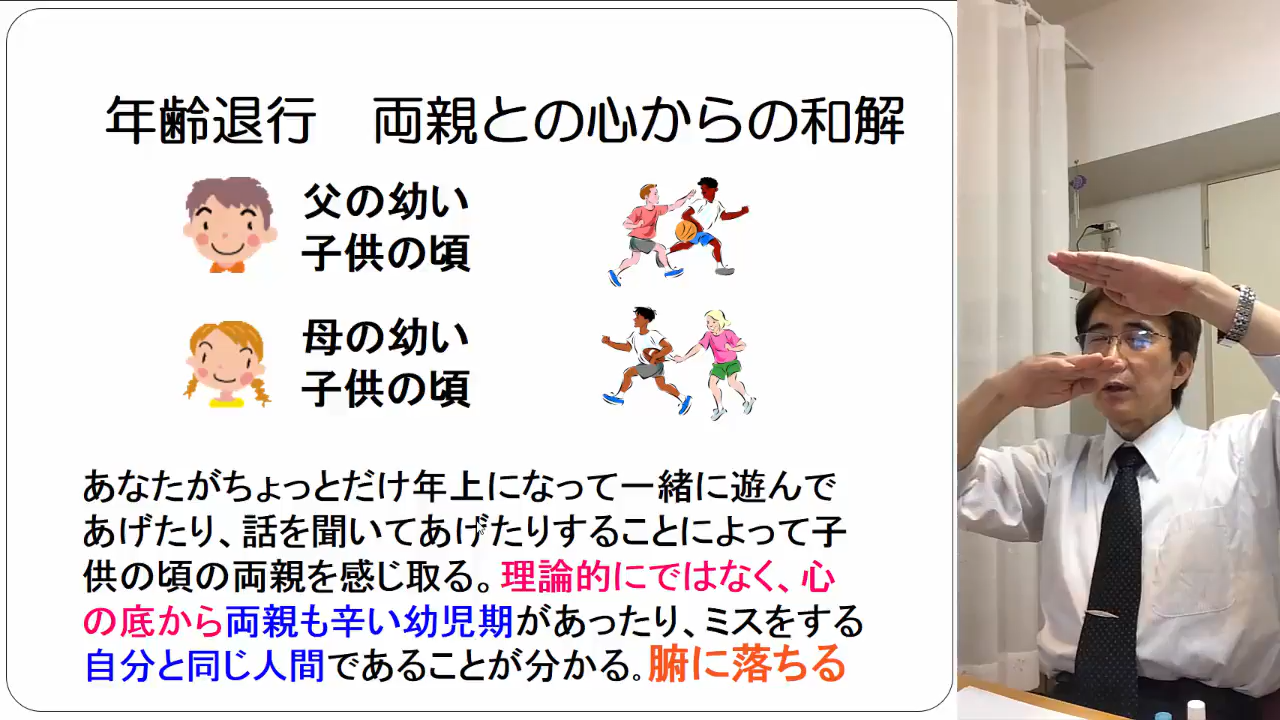 年齢退行　両親との心からの和解
父の幼い
子供の頃
母の幼い
子供の頃
あなたがちょっとだけ年上になって一緒に遊んで
あげたり、話を聞いてあげたりすることによって子
供の頃の両親を感じ取る。理論的にではなく、心
の底から両親も辛い幼児期があったり、ミスをする
自分と同じ人間であることが分かる。腑に落ちる